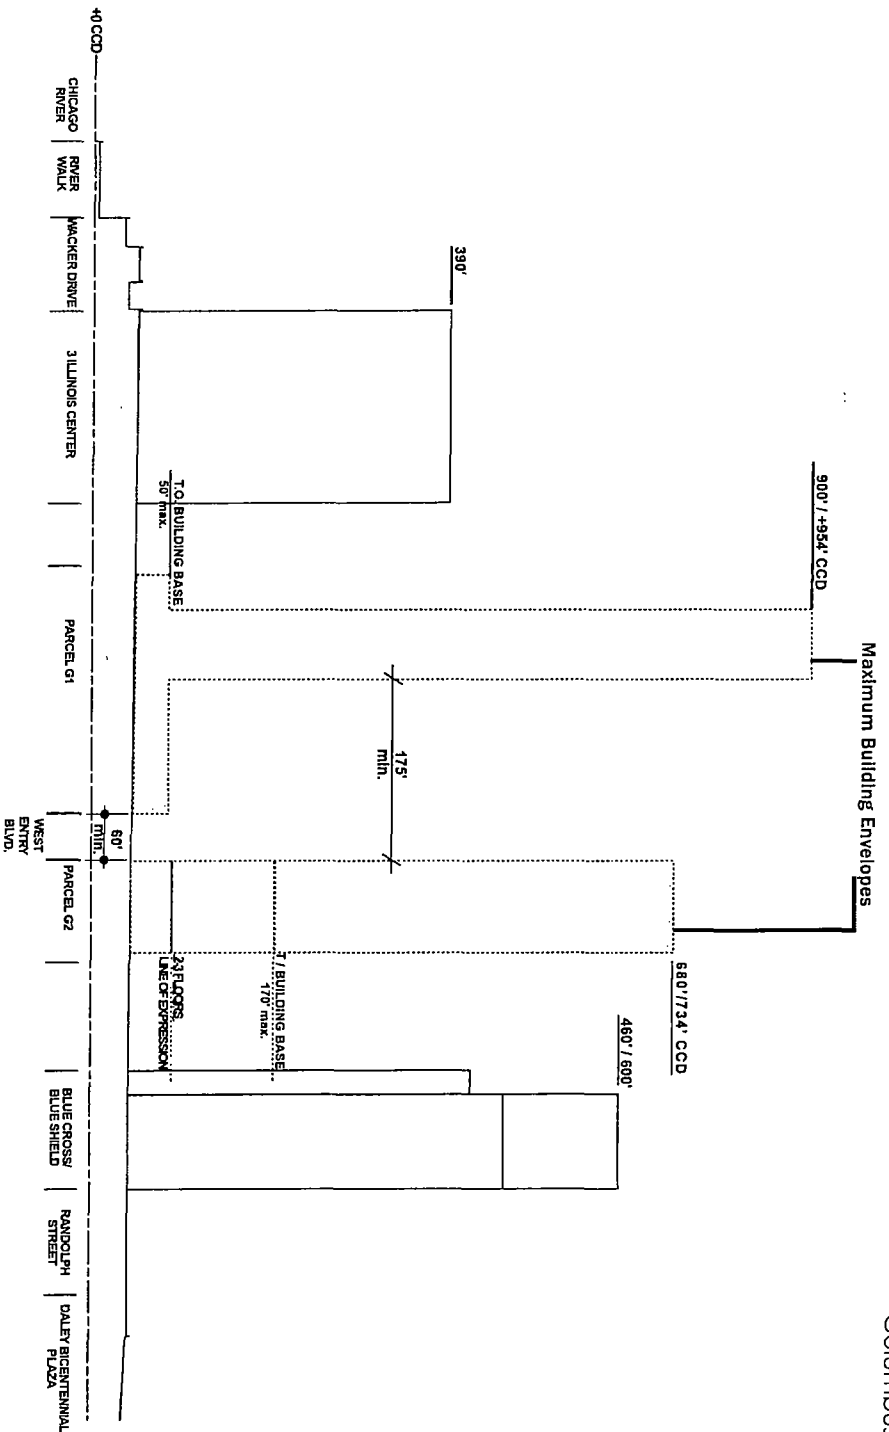 Maximum Building Envelopes
900' / +954' CCD
680'/734' CCD
460' / 600'
390'
175'
min.
T.O. BUILDING BASE
50' max.
T / BUILDING BASE
170' max.
2-3 FLOORS
LINE OF EXPRESSION
60'
min.
+0 CCD
CHICAGO
RIVER
RIVER
WALK
WACKER DRIVE
3 ILLINOIS CENTER
PARCEL G1
WEST
ENTRY
BLVD.
PARCEL G2
BLUE CROSS/
BLUE SHIELD
RANDOLPH
STREET
DALEY BICENTENNIAL
PLAZA